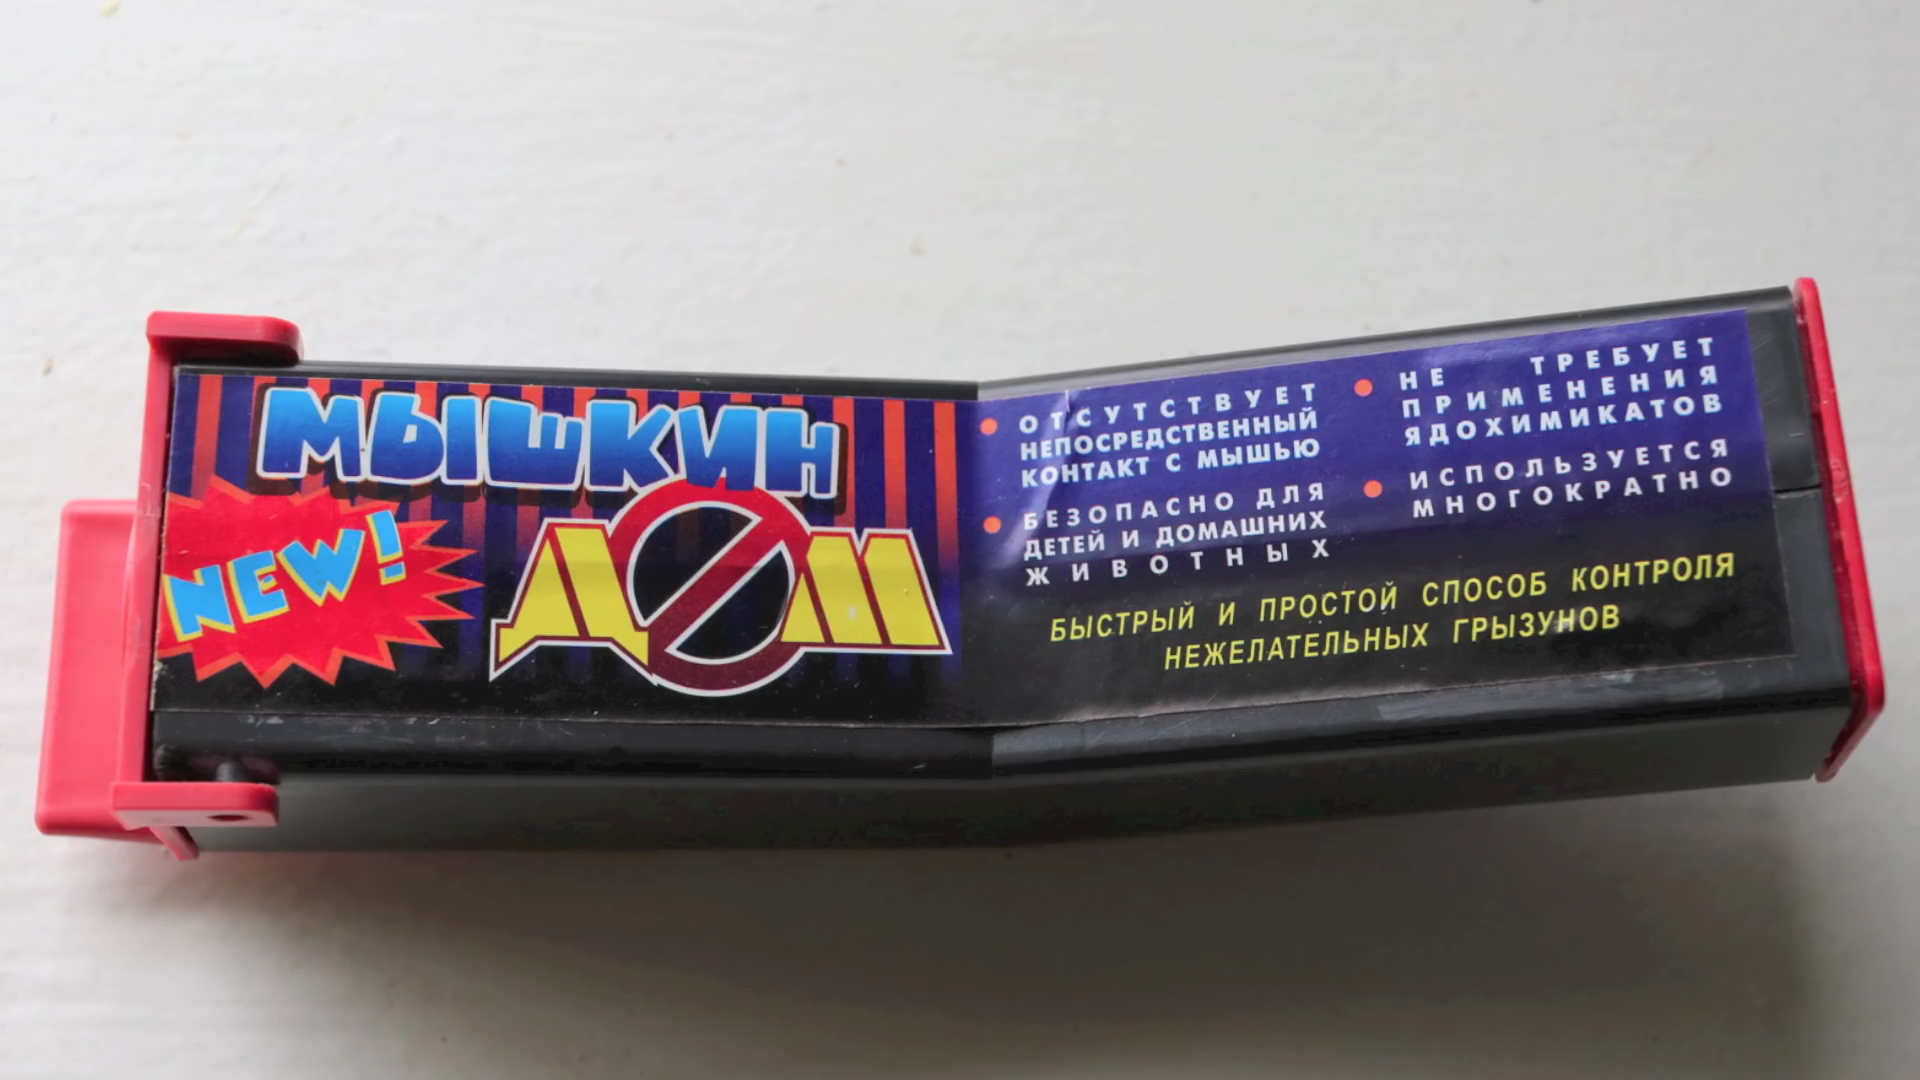 МЫШКИН
ДОМ
NEW!
ОТСУТСТВУЕТ
НЕПОСРЕДСТВЕННЫЙ
КОНТАКТ С МЫШЬЮ
БЕЗОПАСНО ДЛЯ
ДЕТЕЙ И ДОМАШНИХ
ЖИВОТНЫХ
НЕ ТРЕБУЕТ
ПРИМЕНЕНИЯ
ЯДОХИМИКАТОВ
ИСПОЛЬЗУЕТСЯ
МНОГОКРАТНО
БЫСТРЫЙ И ПРОСТОЙ СПОСОБ КОНТРОЛЯ
НЕЖЕЛАТЕЛЬНЫХ ГРЫЗУНОВ